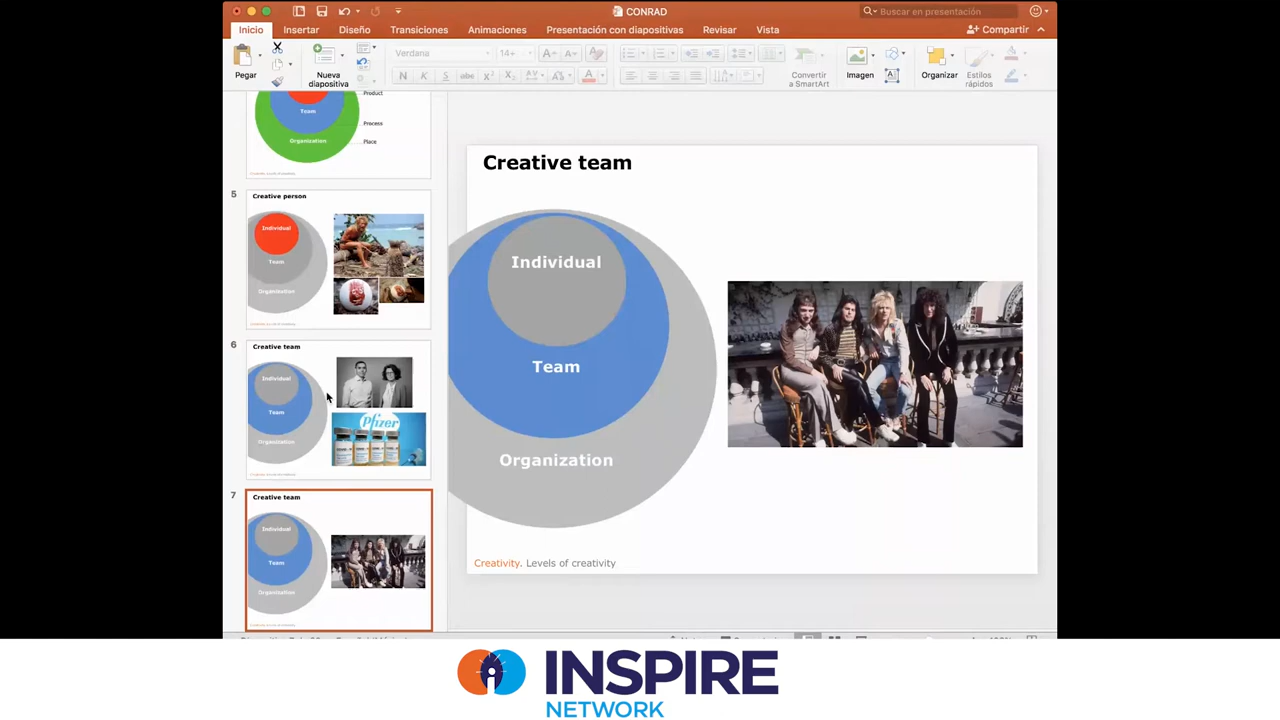 CONRAD
Buscar en presentación
Inicio
Insertar
Diseño
Transiciones
Animaciones
Presentación con diapositivas
Revisar
Vista
Compartir
Pegar
Nueva
diapositiva
Verdana
14
Convertir
a SmartArt
Imagen
Organizar
Estilos
rápidos
Product
Team
Process
Organization
Place
5
Creative person
Individual
Team
Organization
6
Creative team
Individual
Team
Organization
Pfizer
7
Creative team
Individual
Team
Organization
Creative team
Individual
Team
Organization
Creativity. Levels of creativity
INSPIRE
NETWORK